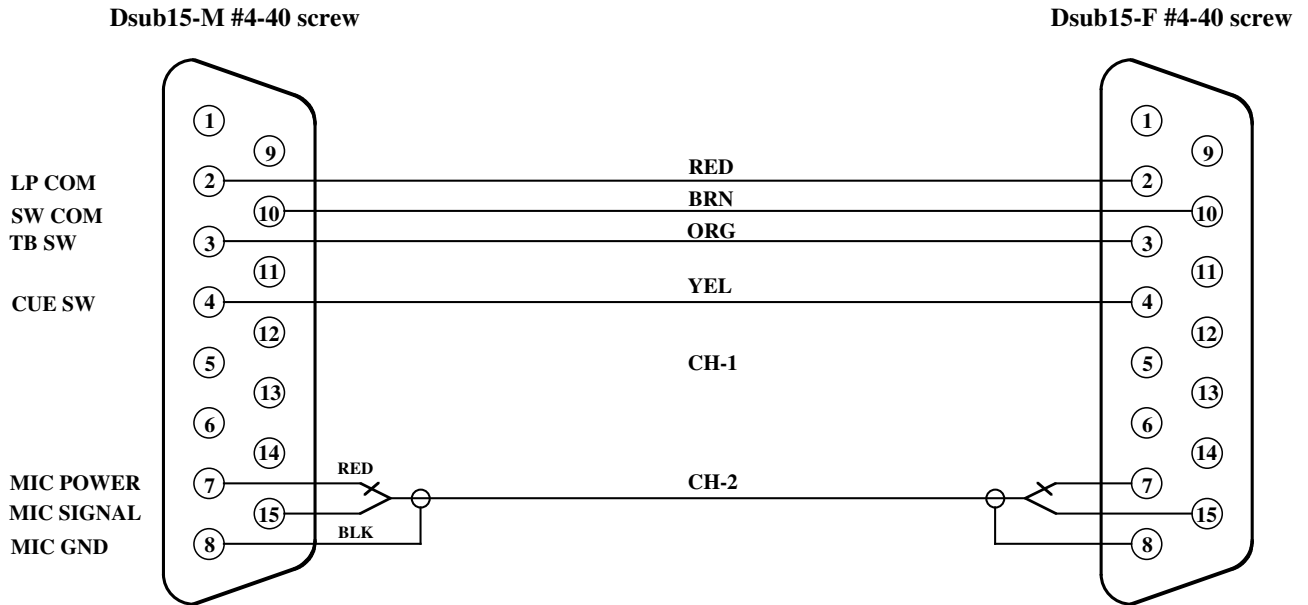 Dsub15-M #4-40 screw
Dsub15-F #4-40 screw
1
9
LP COM
2
SW COM
10
TB SW
3
11
CUE SW
4
12
5
13
6
14
MIC POWER
7
MIC SIGNAL
15
MIC GND
8
RED
BRN
ORG
YEL
CH-1
RED
CH-2
BLK
1
9
2
10
3
11
4
12
5
13
6
14
7
15
8